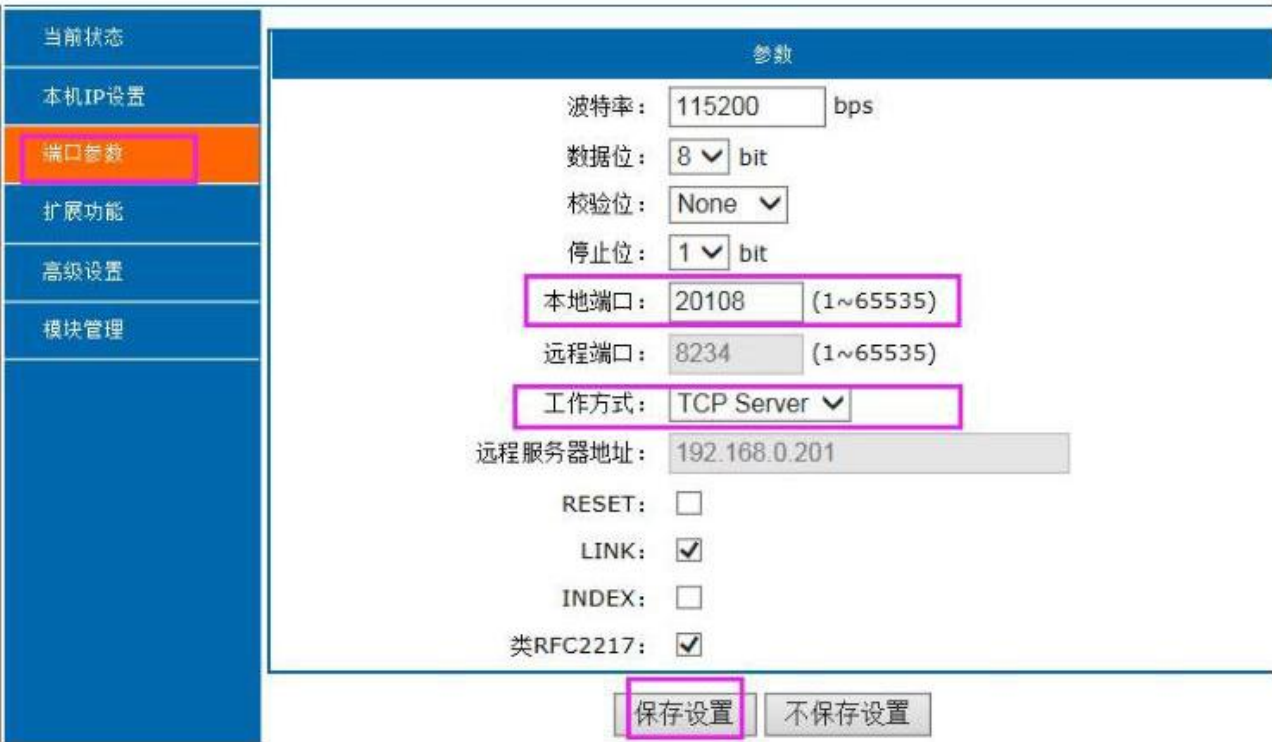 当前状态
本机IP设置
端口参数
扩展功能
高级设置
模块管理
参数
波特率： 115200 bps
数据位： 8 bit
校验位： None
停止位： 1 bit
本地端口： 20108 (1~65535)
远程端口： 8234 (1~65535)
工作方式： TCP Server
远程服务器地址： 192.168.0.201
RESET：
LINK：
INDEX：
类RFC2217：
保存设置 不保存设置